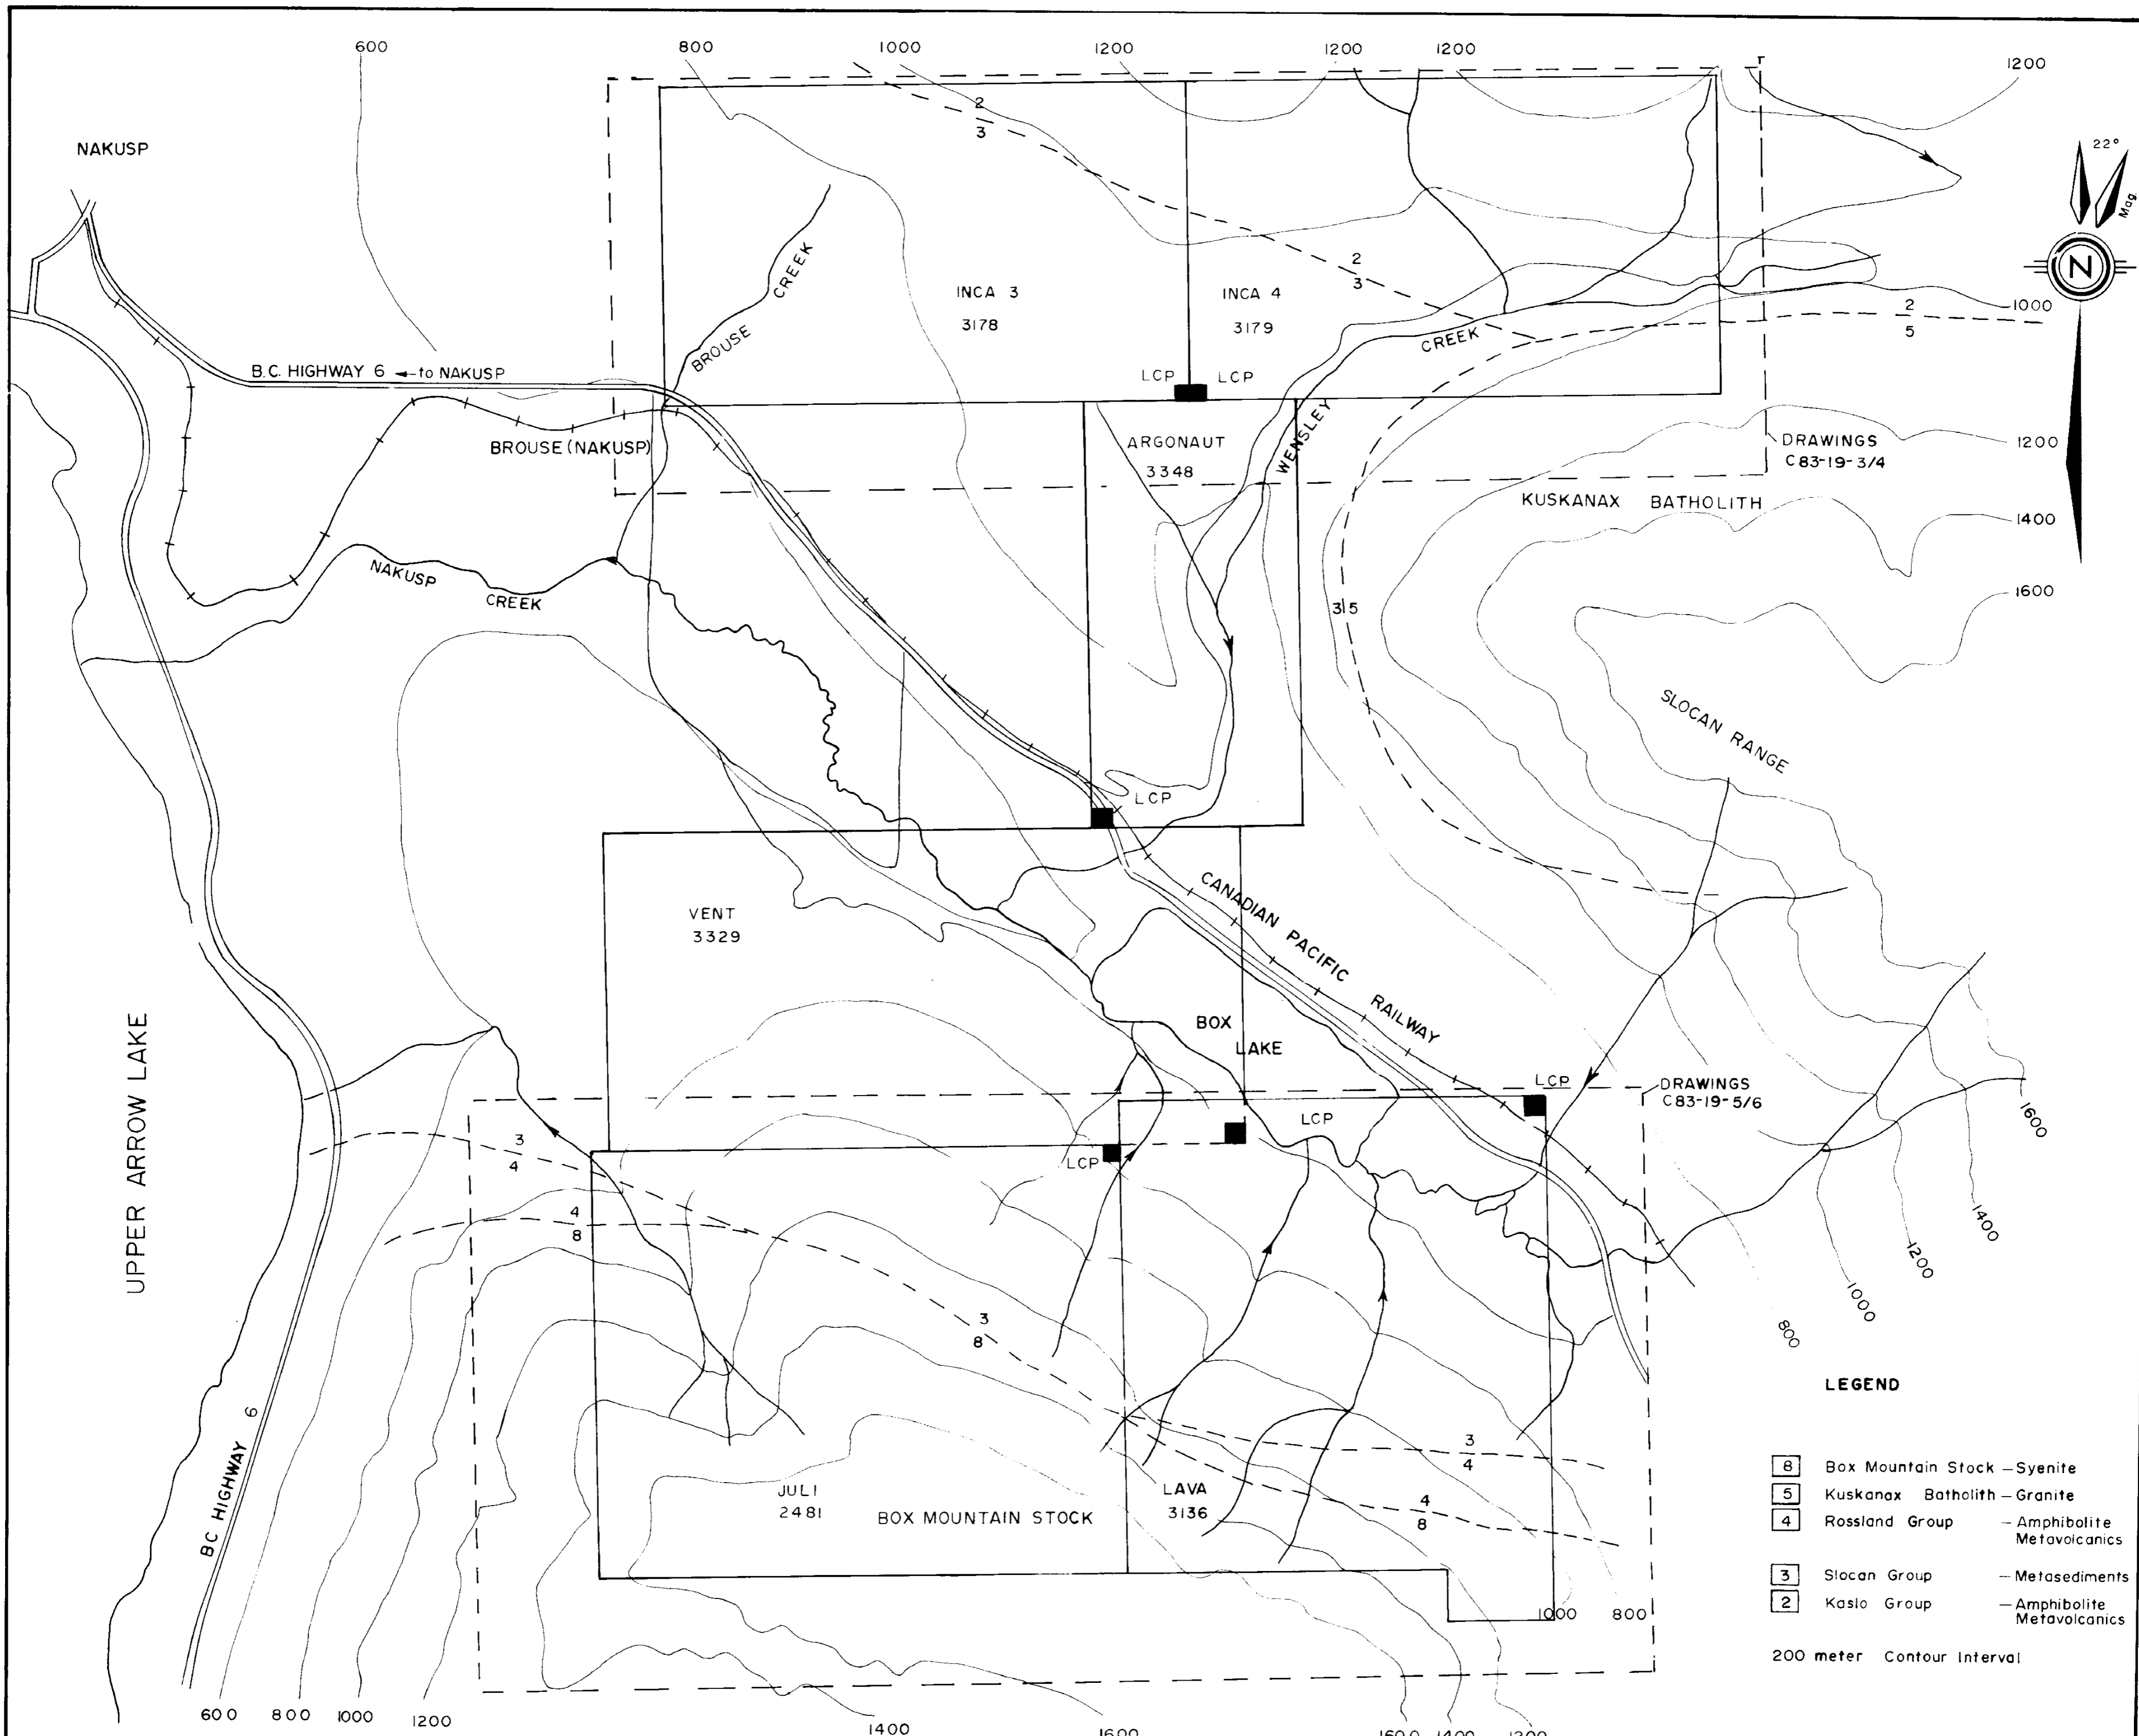 600
800
1000
1200
1200
1200
1200
NAKUSP
22°
Mag.
N
2
3
BROUSE CREEK
INCA 3
3178
INCA 4
3179
2
3
1000
2
5
B.C. HIGHWAY 6 ← to NAKUSP
LCP
LCP
WENSLEY CREEK
BROUSE (NAKUSP)
ARGONAUT
3348
DRAWINGS
C83-19-3/4
1200
KUSKANAX BATHOLITH
1400
NAKUSP CREEK
3 5
1600
SLOCAN RANGE
LCP
VENT
3329
CANADIAN PACIFIC RAILWAY
BOX
LAKE
UPPER ARROW LAKE
LCP
DRAWINGS
C83-19-5/6
LCP
LCP
3
4
4
8
3
8
1600
1400
1200
1000
800
3
4
4
8
BC HIGHWAY 6
JULI
2481
BOX MOUNTAIN STOCK
LAVA
3136
1000
800
LEGEND
8 Box Mountain Stock — Syenite
5 Kuskanax Batholith — Granite
4 Rossland Group — Amphibolite
Metavolcanics
3 Slocan Group — Metasediments
2 Kaslo Group — Amphibolite
Metavolcanics
200 meter Contour Interval
600
800
1000
1200
1400
1600
1600
1400
1200